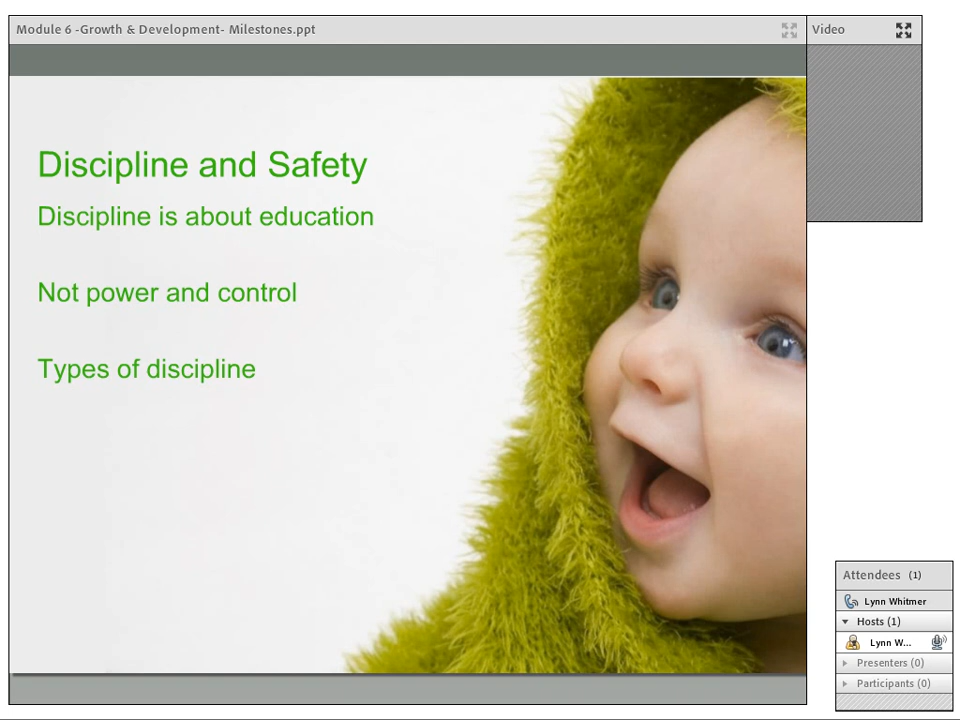 Module 6 -Growth & Development- Milestones.ppt
Video
Discipline and Safety
Discipline is about education
Not power and control
Types of discipline
Attendees (1)
Lynn Whitmer
Hosts (1)
Lynn W...
Presenters (0)
Participants (0)